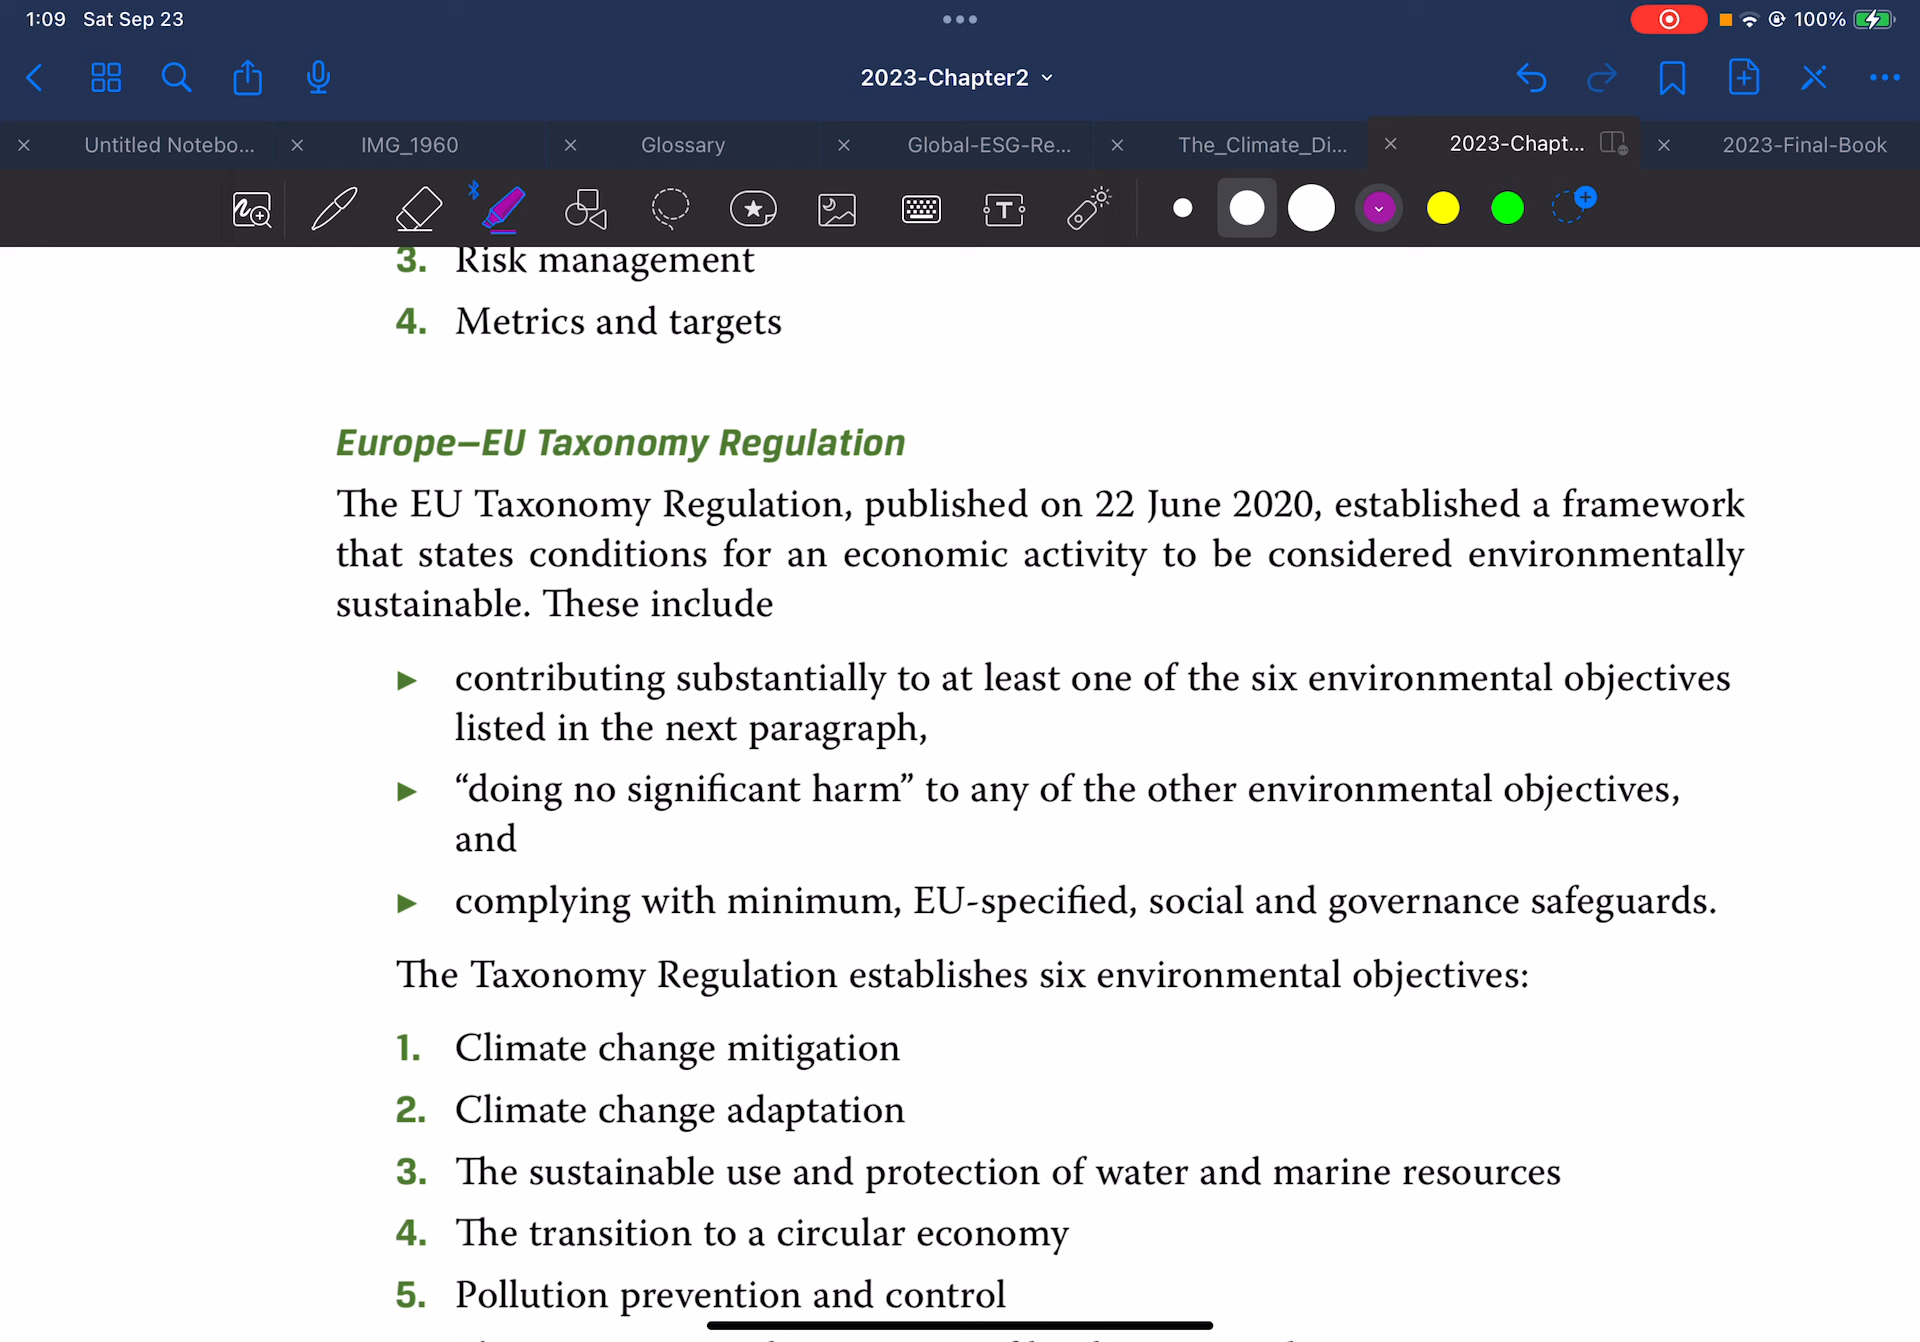 1:09 Sat Sep 23
100%
2023-Chapter2
Untitled Notebo...
IMG_1960
Glossary
Global-ESG-Re...
The_Climate_Di...
2023-Chapt...
2023-Final-Book
3. Risk management
4. Metrics and targets
Europe—EU Taxonomy Regulation
The EU Taxonomy Regulation, published on 22 June 2020, established a framework
that states conditions for an economic activity to be considered environmentally
sustainable. These include
► contributing substantially to at least one of the six environmental objectives
listed in the next paragraph,
► “doing no significant harm” to any of the other environmental objectives,
and
► complying with minimum, EU-specified, social and governance safeguards.
The Taxonomy Regulation establishes six environmental objectives:
1. Climate change mitigation
2. Climate change adaptation
3. The sustainable use and protection of water and marine resources
4. The transition to a circular economy
5. Pollution prevention and control